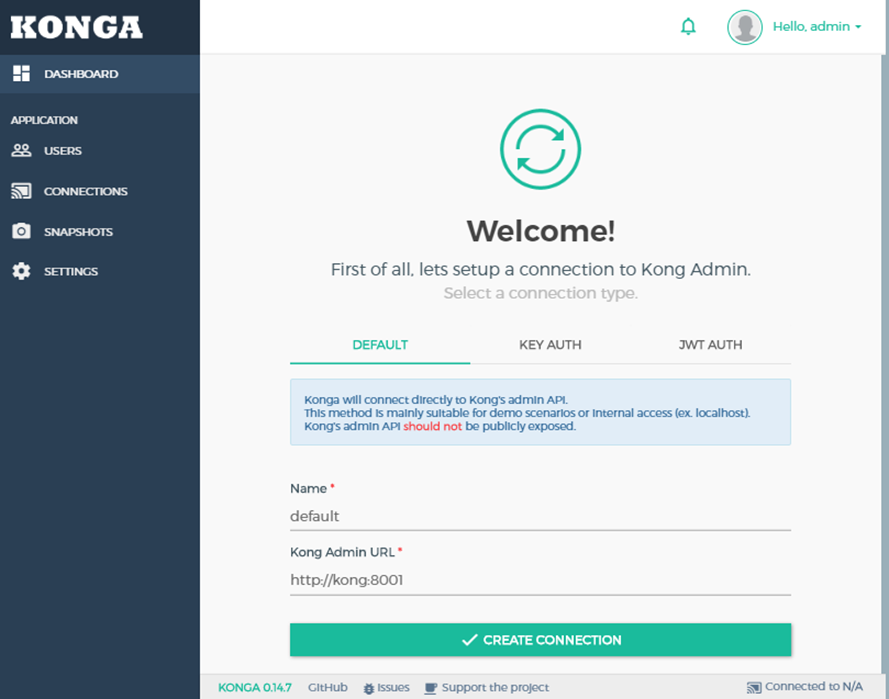 KONGA
Hello, admin
DASHBOARD
APPLICATION
USERS
CONNECTIONS
SNAPSHOTS
SETTINGS
Welcome!
First of all, lets setup a connection to Kong Admin.
Select a connection type.
DEFAULT KEY AUTH JWT AUTH
Konga will connect directly to Kong's admin API.
This method is mainly suitable for demo scenarios or internal access (ex. localhost).
Kong's admin API should not be publicly exposed.
Name *
default
Kong Admin URL *
http://kong:8001
CREATE CONNECTION
KONGA 0.14.7 GitHub Issues Support the project Connected to N/A